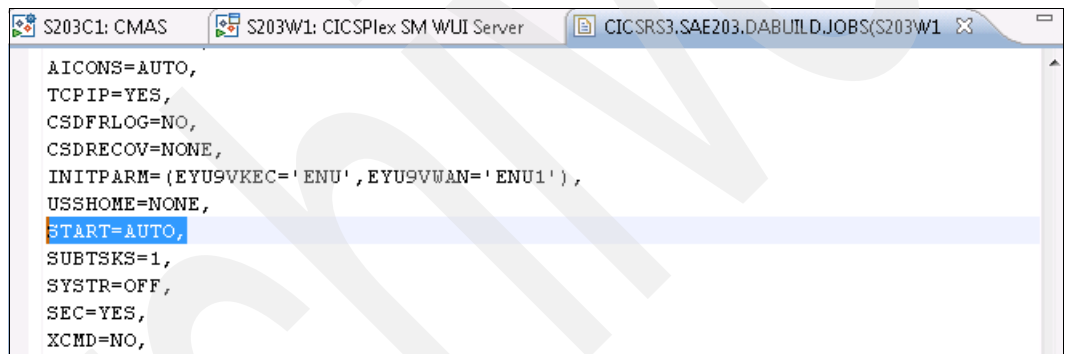 S203C1: CMAS
S203W1: CICSPlex SM WUI Server
CICSRS3.SAE203.DABUILD.JOBS(S203W1
AICONS=AUTO,
TCPIP=YES,
CSDFRLOG=NO,
CSDRECOV=NONE,
INITPARM=(EYU9VKEC='ENU',EYU9VWAN='ENU1'),
USSHOME=NONE,
START=AUTO,
SUBTSKS=1,
SYSTR=OFF,
SEC=YES,
XCMD=NO,